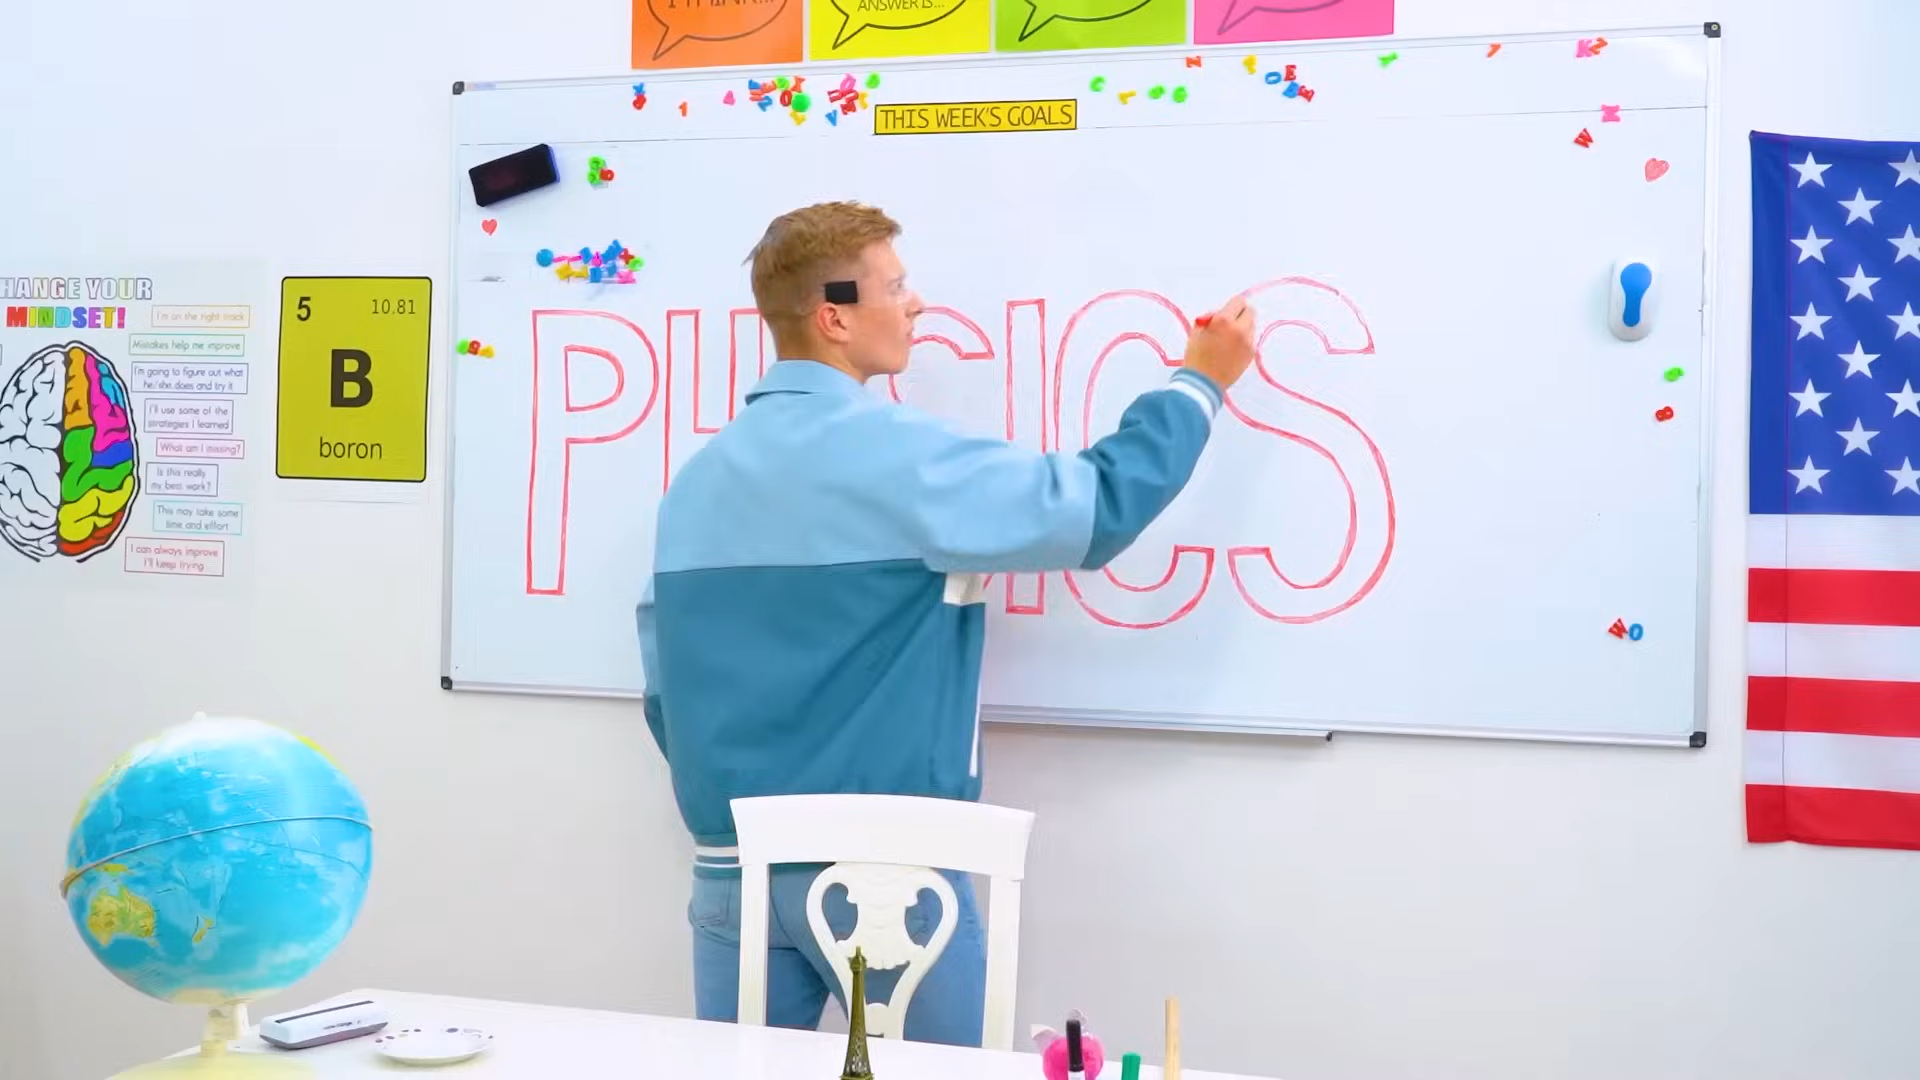 ANSWER IS...
THIS WEEK'S GOALS
HANGE YOUR
MINDSET!
I'm on the right track
Mistakes help me improve
I'm going to figure out what
he/she does and try it
I'll use some of the
strategies I learned
What am I missing?
Is this really
my best work?
This may take some
time and effort
I can always improve
I'll keep trying
5
10,81
B
boron
PH SICS